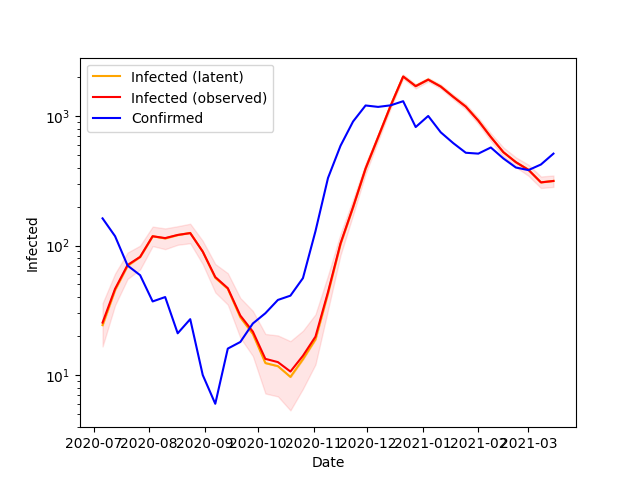 Infected (latent)
Infected (observed)
Confirmed
10³
10²
10¹
Infected
2020-07 2020-08 2020-09 2020-10 2020-11 2020-12 2021-01 2021-02 2021-03
Date